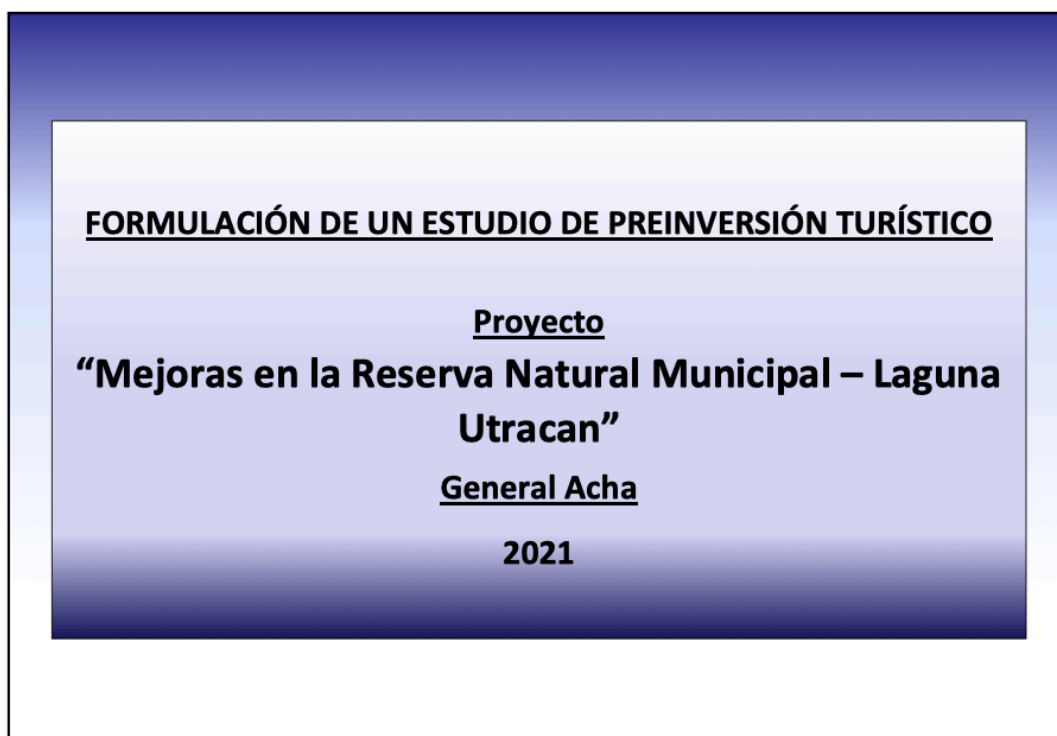 FORMULACIÓN DE UN ESTUDIO DE PREINVERSIÓN TURÍSTICO
Proyecto
“Mejoras en la Reserva Natural Municipal – Laguna
Utracan”
General Acha
2021